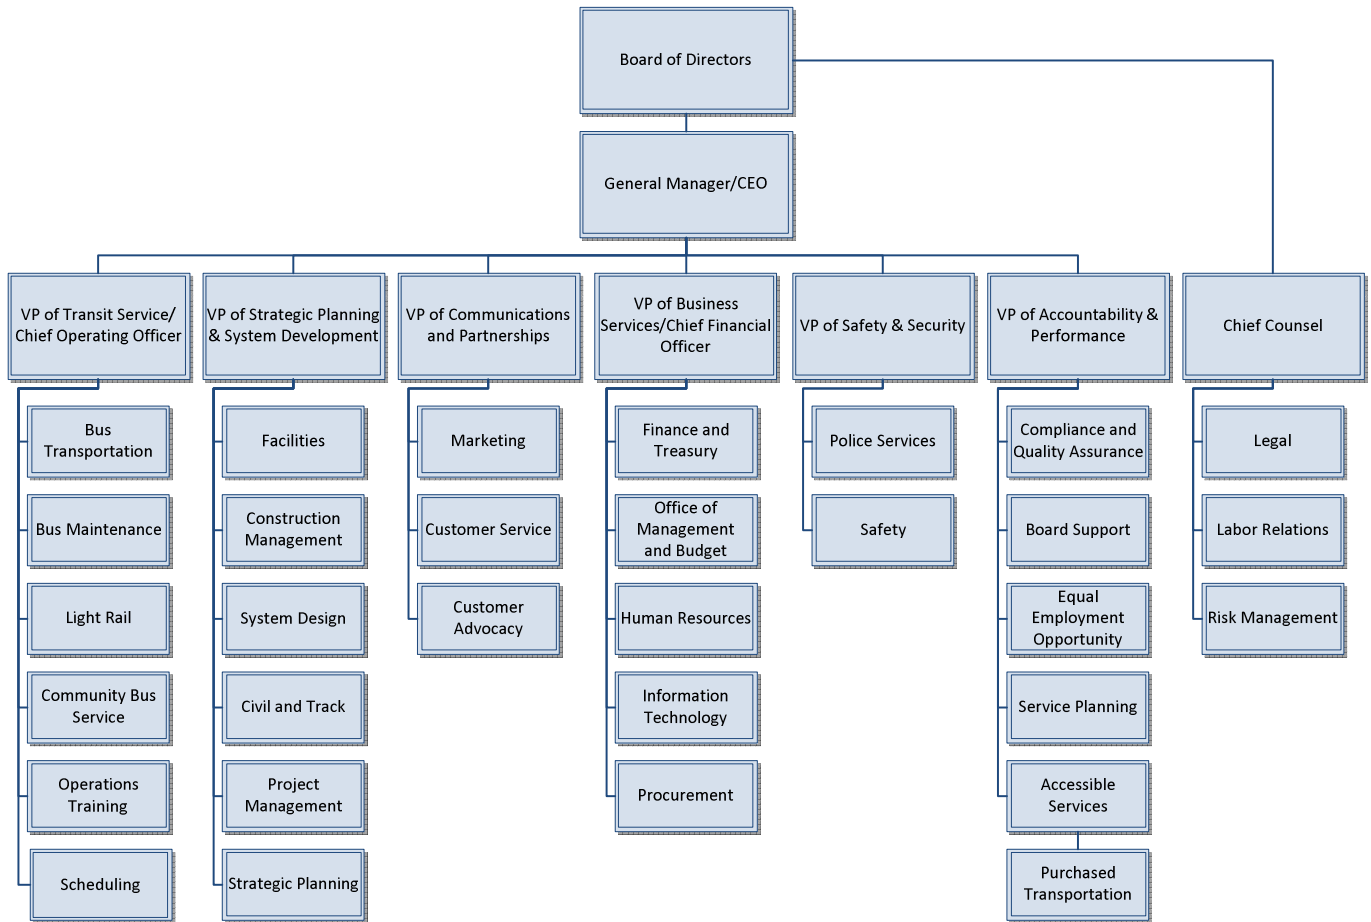 Board of Directors
General Manager/CEO
VP of Transit Service/
Chief Operating Officer
VP of Strategic Planning
& System Development
VP of Communications
and Partnerships
VP of Business
Services/Chief Financial
Officer
VP of Safety & Security
VP of Accountability &
Performance
Chief Counsel
Bus
Transportation
Bus Maintenance
Light Rail
Community Bus
Service
Operations
Training
Scheduling
Facilities
Construction
Management
System Design
Civil and Track
Project
Management
Strategic Planning
Marketing
Customer Service
Customer
Advocacy
Finance and
Treasury
Office of
Management
and Budget
Human Resources
Information
Technology
Procurement
Police Services
Safety
Compliance and
Quality Assurance
Board Support
Equal
Employment
Opportunity
Service Planning
Accessible
Services
Purchased
Transportation
Legal
Labor Relations
Risk Management